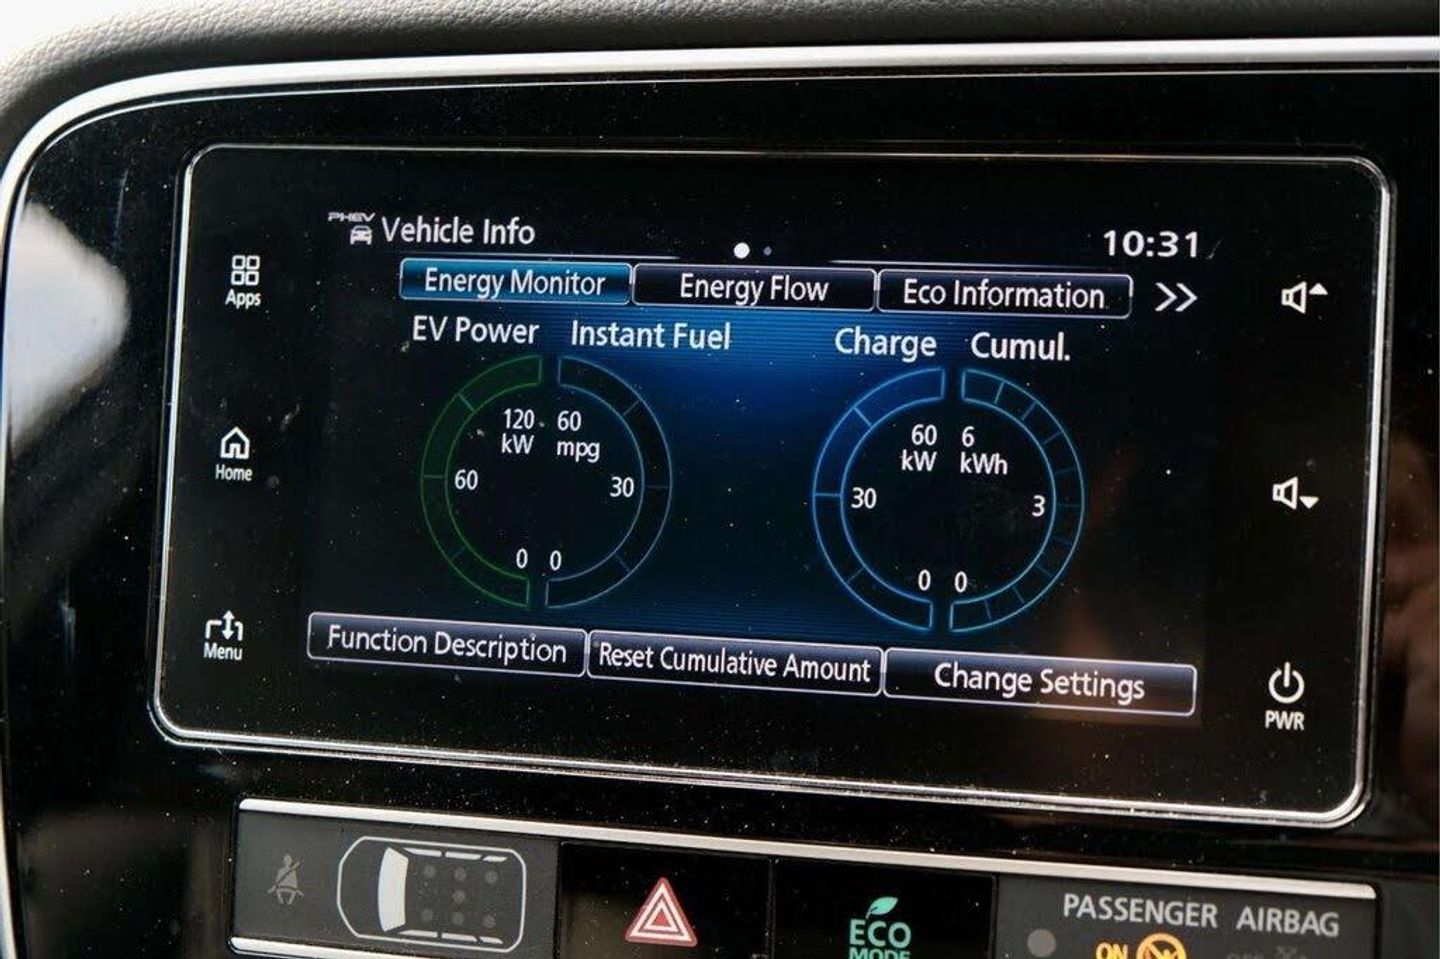 PHEV Vehicle Info
10:31
Energy Monitor
Energy Flow
Eco Information
Apps
EV Power
Instant Fuel
Charge
Cumul.
120
kW
60
mpg
60
kW
6
kWh
Home
60
30
30
3
0
0
0
0
Menu
Function Description
Reset Cumulative Amount
Change Settings
PWR
PASSENGER AIRBAG
ECO
MODE
ON